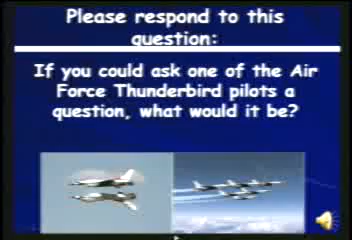 Please respond to this
question:
If you could ask one of the Air
Force Thunderbird pilots a
question, what would it be?